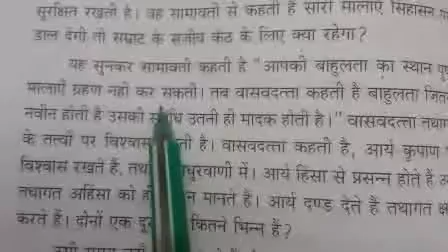 सुरक्षित रखती है। वह सामावती से कहती है सारी मालाएँ सिंहासन
डाल देगी तो सम्राट के सजीव कंठ के लिए क्या रहेगा?
यह सुनकर सामावती कहती है "आपकी बाहुलता का स्थान
मालाएँ ग्रहण नहीं कर सकती। तब वासवदत्ता कहती है बाहुलता
नवीन होती है उसकी उतनी ही मादक होती है।" वासवदत्ता
के तत्वों पर है। वासवदत्ता कहती है, आर्य कृपाण
विश्वास रखते हैं, में। आर्य हिंसा से प्रसन्न होते हैं
तथागत अहिंसा को मानते हैं। आर्य दण्ड देते हैं तथागत
करते हैं। दोनों एक कितने भिन्न हैं?